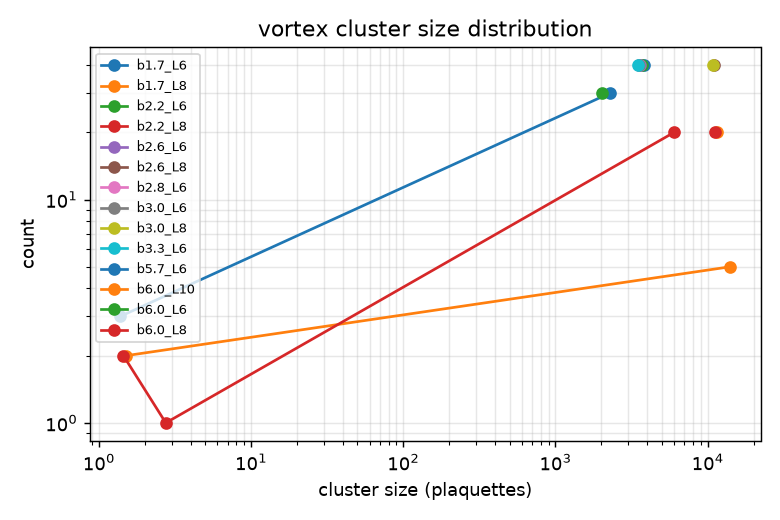 vortex cluster size distribution
b1.7_L6
b1.7_L8
b2.2_L6
b2.2_L8
b2.6_L6
b2.6_L8
b2.8_L6
b3.0_L6
b3.0_L8
b3.3_L6
b5.7_L6
b6.0_L10
b6.0_L6
b6.0_L8
count
10¹
10⁰
10⁰ 10¹ 10² 10³ 10⁴
cluster size (plaquettes)